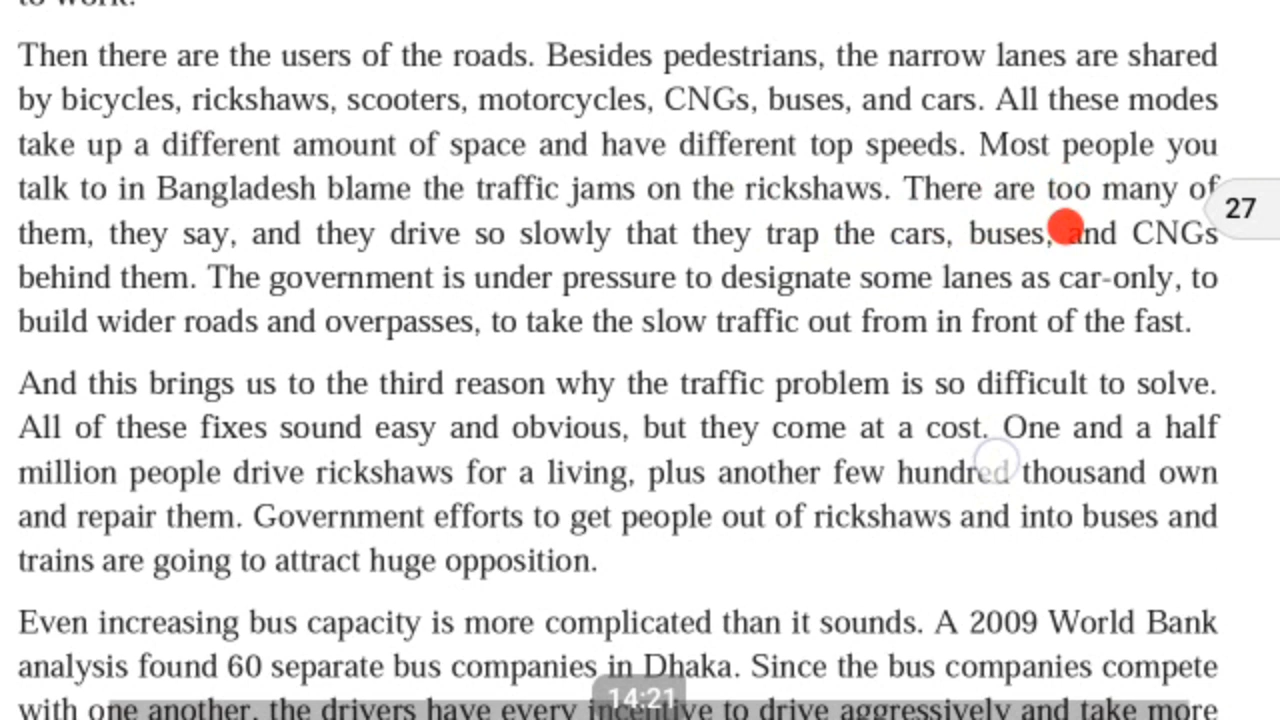 to work.
Then there are the users of the roads. Besides pedestrians, the narrow lanes are shared
by bicycles, rickshaws, scooters, motorcycles, CNGs, buses, and cars. All these modes
take up a different amount of space and have different top speeds. Most people you
talk to in Bangladesh blame the traffic jams on the rickshaws. There are too many of
them, they say, and they drive so slowly that they trap the cars, buses, and CNGs
behind them. The government is under pressure to designate some lanes as car-only, to
build wider roads and overpasses, to take the slow traffic out from in front of the fast.
And this brings us to the third reason why the traffic problem is so difficult to solve.
All of these fixes sound easy and obvious, but they come at a cost. One and a half
million people drive rickshaws for a living, plus another few hundred thousand own
and repair them. Government efforts to get people out of rickshaws and into buses and
trains are going to attract huge opposition.
Even increasing bus capacity is more complicated than it sounds. A 2009 World Bank
analysis found 60 separate bus companies in Dhaka. Since the bus companies compete
with one another, the drivers have every incentive to drive aggressively and take more
27
14:21